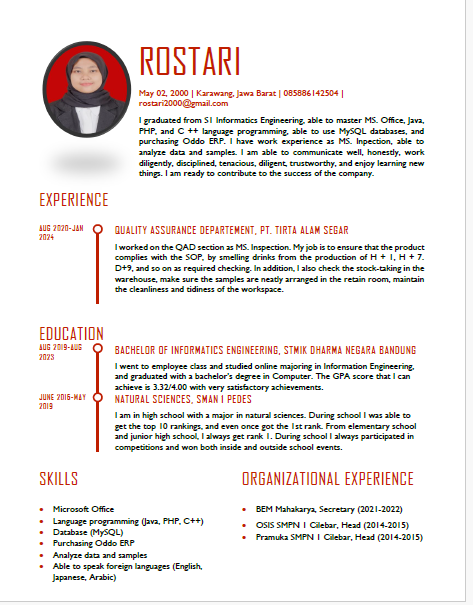 ROSTARI
May 02, 2000 | Karawang, Jawa Barat | 085886142504 |
rostari2000@gmail.com
I graduated from S1 Informatics Engineering, able to master MS. Office, Java,
PHP, and C ++ language programming, able to use MySQL databases, and
purchasing Odoo ERP. I have work experience as MS. Inpection, able to
analyze data and samples. I am able to communicate well, honestly, work
diligently, disciplined, tenacious, diligent, trustworthy, and enjoy learning new
things. I am ready to contribute to the success of the company.
EXPERIENCE
AUG 2020-JAN
2024
QUALITY ASSURANCE DEPARTEMENT, PT. TIRTA ALAM SEGAR
I worked on the QAD section as MS. Inspection. My job is to ensure that the product
complies with the SOP, by smelling drinks from the production of H + 1, H + 7.
D+9, and so on as required checking. In addition, I also check the stock-taking in the
warehouse, make sure the samples are neatly arranged in the retain room, maintain
the cleanliness and tidiness of the workspace.
EDUCATION
AUG 2019-AUG
2023
BACHELOR OF INFORMATICS ENGINEERING, STMIK DHARMA NEGARA BANDUNG
I went to employee class and studied online majoring in Information Engineering,
and graduated with a bachelor's degree in Computer. The GPA score that I can
achieve is 3.32/4.00 with very satisfactory achievements.
JUNE 2016-MAY
2019
NATURAL SCIENCES, SMAN 1 PEDES
I am in high school with a major in natural sciences. During school I was able to
get the top 10 rankings, and even once got the 1st rank. From elementary school
and junior high school, I always get rank 1. During school I always participated in
competitions and won both inside and outside school events.
SKILLS
• Microsoft Office
• Language programming (Java, PHP, C++)
• Database (MySQL)
• Purchasing Oddo ERP
• Analyze data and samples
• Able to speak foreign languages (English,
Japanese, Arabic)
ORGANIZATIONAL EXPERIENCE
• BEM Mahakarya, Secretary (2021-2022)
• OSIS SMPN 1 Cilebar, Head (2014-2015)
• Pramuka SMPN 1 Cilebar, Head (2014-2015)